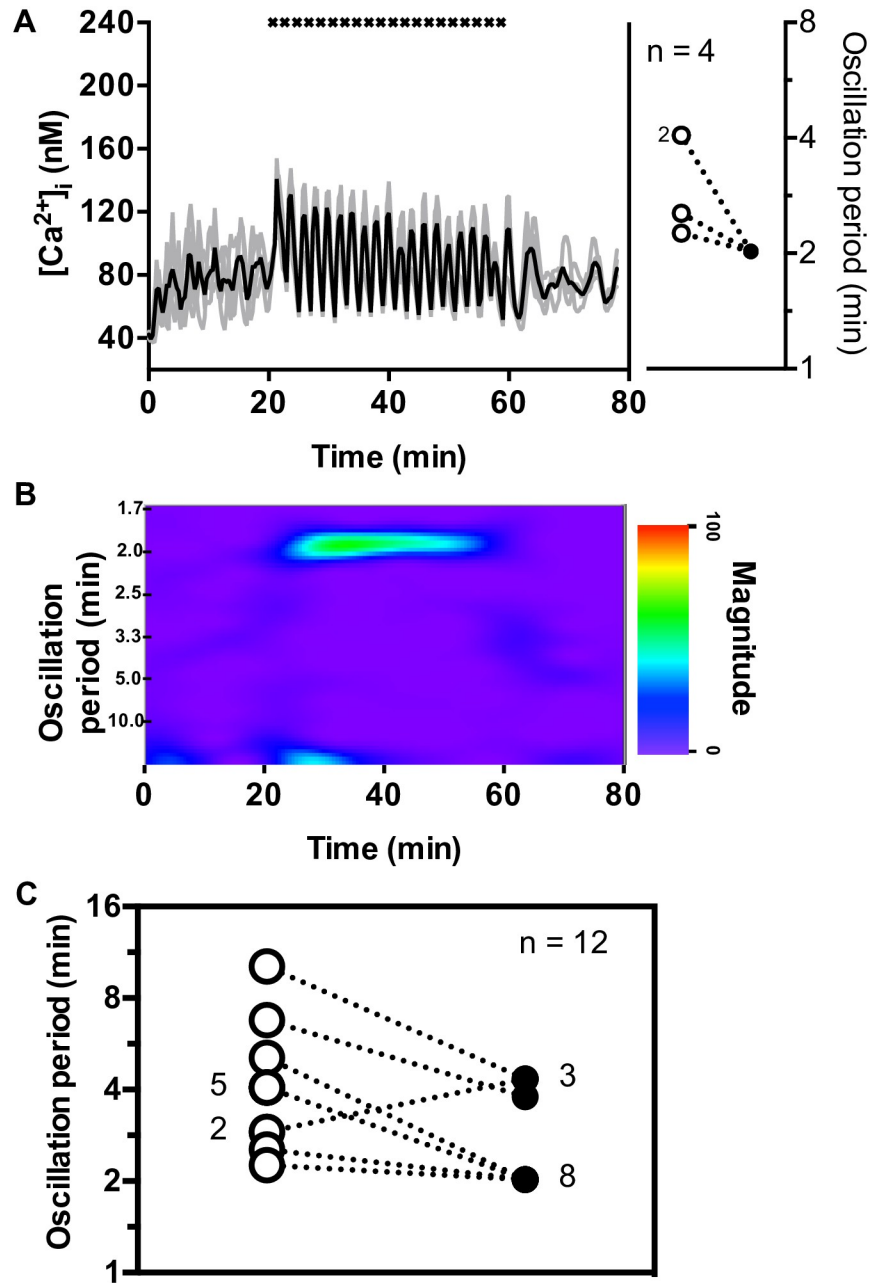 A
240
200
160
120
80
40
[Ca2+]i (nM)
0 20 40 60 80
Time (min)
n = 4
2
8
4
2
1
Oscillation period (min)
B
1.7
2.0
2.5
3.3
5.0
10.0
Oscillation
period (min)
0 20 40 60 80
Time (min)
100
0
Magnitude
C
16
8
4
2
1
Oscillation period (min)
n = 12
5
2
3
8